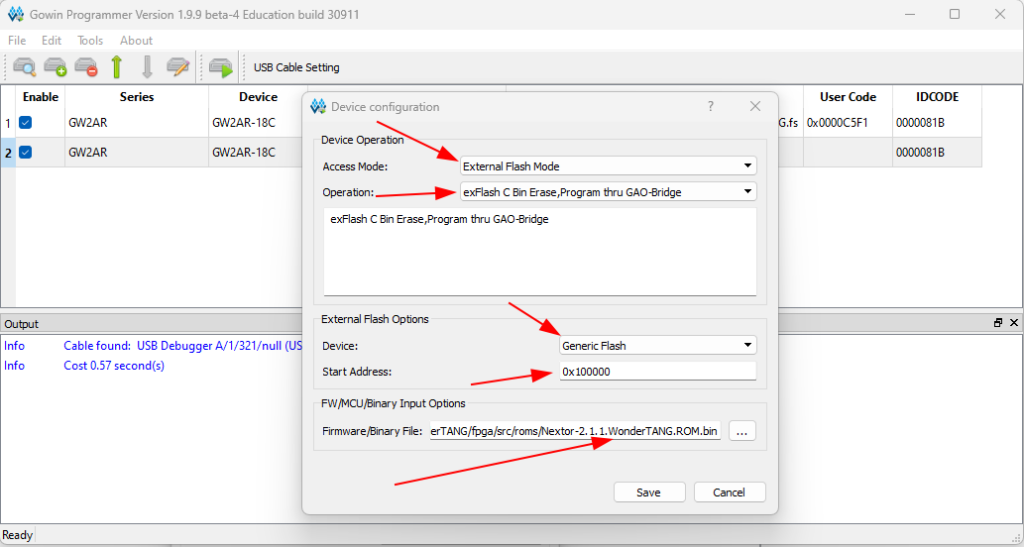 Gowin Programmer Version 1.9.9 beta-4 Education build 30911
File Edit Tools About
USB Cable Setting
Enable Series Device User Code IDCODE
1 GW2AR GW2AR-18C G.fs 0x0000C5F1 0000081B
2 GW2AR GW2AR-18C 0000081B
Device configuration ?
Device Operation
Access Mode: External Flash Mode
Operation: exFlash C Bin Erase,Program thru GAO-Bridge
exFlash C Bin Erase,Program thru GAO-Bridge
External Flash Options
Device: Generic Flash
Start Address: 0x100000
FW/MCU/Binary Input Options
Firmware/Binary File: erTANG/fpga/src/roms/Nextor-2.1.1.WonderTANG.ROM.bin ...
Save Cancel
Output
Info Cable found: USB Debugger A/1/321/null (US
Info Cost 0.57 second(s)
Ready